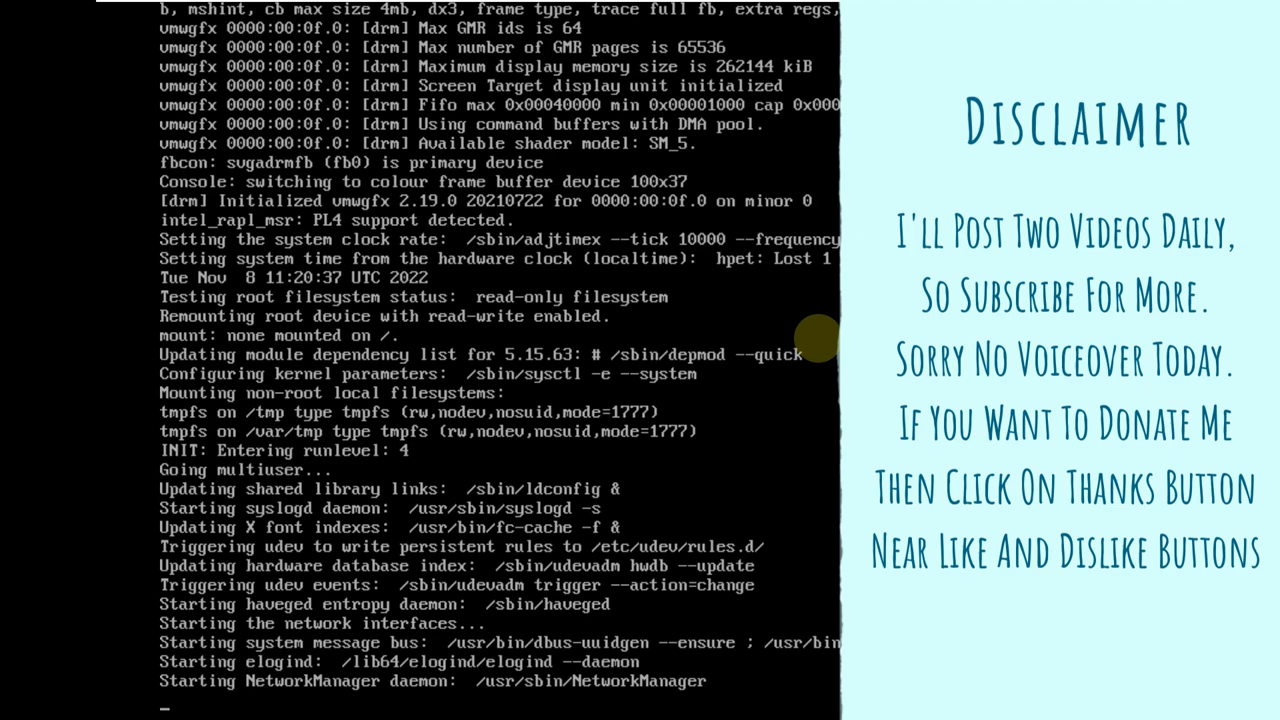 b, mshint, cb max size 4mb, dx3, frame type, trace full fb, extra regs,
vmwgfx 0000:00:0f.0: [drm] Max GMR ids is 64
vmwgfx 0000:00:0f.0: [drm] Max number of GMR pages is 65536
vmwgfx 0000:00:0f.0: [drm] Maximum display memory size is 262144 kiB
vmwgfx 0000:00:0f.0: [drm] Screen Target display unit initialized
vmwgfx 0000:00:0f.0: [drm] Fifo max 0x00040000 min 0x00001000 cap 0x000
vmwgfx 0000:00:0f.0: [drm] Using command buffers with DMA pool.
vmwgfx 0000:00:0f.0: [drm] Available shader model: SM_5.
fbcon: svgadrmfb (fb0) is primary device
Console: switching to colour frame buffer device 100x37
[drm] Initialized vmwgfx 2.19.0 20210722 for 0000:00:0f.0 on minor 0
intel_rapl_msr: PL4 support detected.
Setting the system clock rate:  /sbin/adjtimex --tick 10000 --frequency
Setting system time from the hardware clock (localtime):  hpet: Lost 1
Tue Nov  8 11:20:37 UTC 2022
Testing root filesystem status:  read-only filesystem
Remounting root device with read-write enabled.
mount: none mounted on /.
Updating module dependency list for 5.15.63: # /sbin/depmod --quick
Configuring kernel parameters:  /sbin/sysctl -e --system
Mounting non-root local filesystems:
tmpfs on /tmp type tmpfs (rw,nodev,nosuid,mode=1777)
tmpfs on /var/tmp type tmpfs (rw,nodev,nosuid,mode=1777)
INIT: Entering runlevel: 4
Going multiuser...
Updating shared library links:  /sbin/ldconfig &
Starting syslogd daemon:  /usr/sbin/syslogd -s
Updating X font indexes:  /usr/bin/fc-cache -f &
Triggering udev to write persistent rules to /etc/udev/rules.d/
Updating hardware database index:  /sbin/udevadm hwdb --update
Triggering udev events:  /sbin/udevadm trigger --action=change
Starting haveged entropy daemon:  /sbin/haveged
Starting the network interfaces...
Starting system message bus:  /usr/bin/dbus-uuidgen --ensure ; /usr/bin
Starting elogind:  /lib64/elogind/elogind --daemon
Starting NetworkManager daemon:  /usr/sbin/NetworkManager
_
Disclaimer
I'll Post Two Videos Daily,
So Subscribe For More.
Sorry No Voiceover Today.
If You Want To Donate Me
Then Click On Thanks Button
Near Like And Dislike Buttons